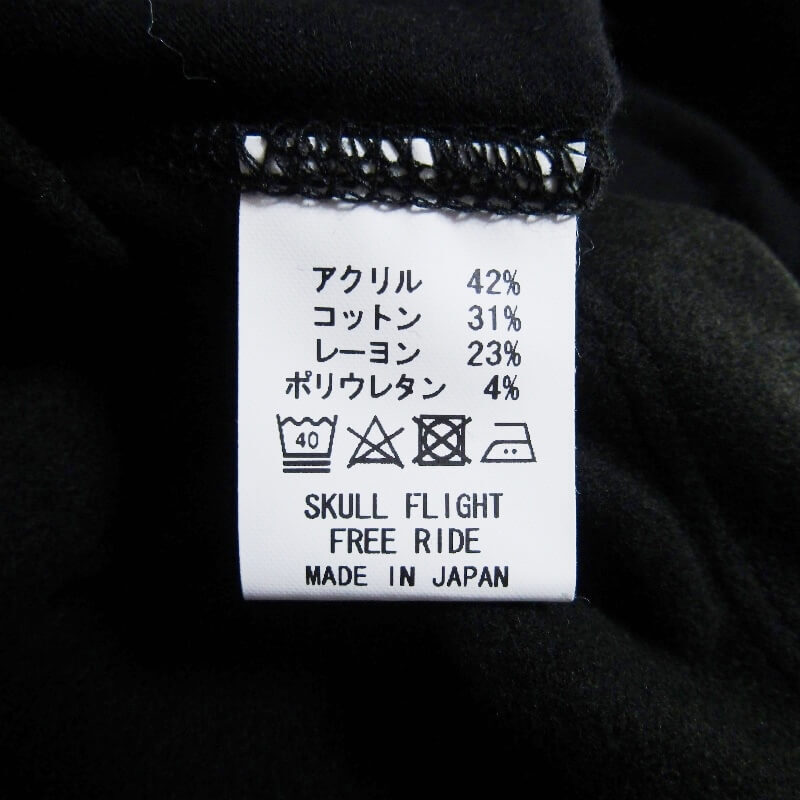 アクリル 42%
コットン 31%
レーヨン 23%
ポリウレタン 4%
40
SKULL FLIGHT
FREE RIDE
MADE IN JAPAN